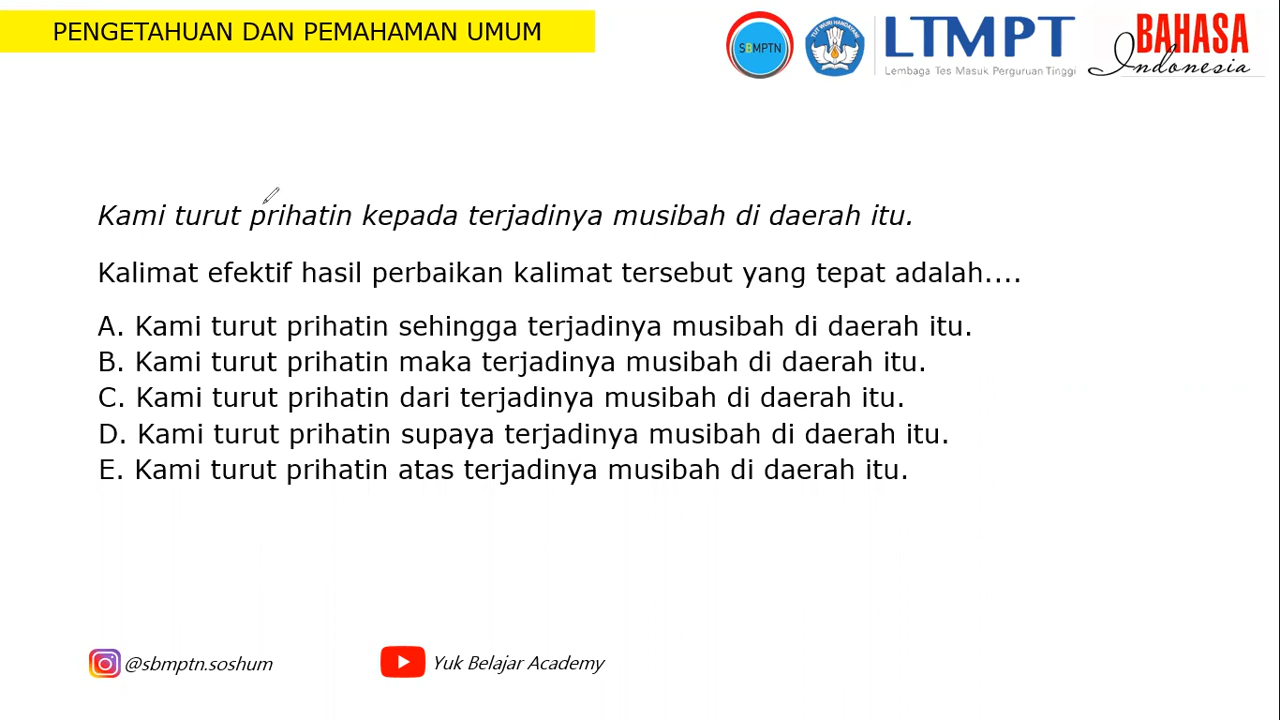 PENGETAHUAN DAN PEMAHAMAN UMUM
SBMPTN
TUT WURI HANDAYANI
LTMPT
Lembaga Tes Masuk Perguruan Tinggi
BAHASA
Indonesia
Kami turut prihatin kepada terjadinya musibah di daerah itu.
Kalimat efektif hasil perbaikan kalimat tersebut yang tepat adalah....
A. Kami turut prihatin sehingga terjadinya musibah di daerah itu.
B. Kami turut prihatin maka terjadinya musibah di daerah itu.
C. Kami turut prihatin dari terjadinya musibah di daerah itu.
D. Kami turut prihatin supaya terjadinya musibah di daerah itu.
E. Kami turut prihatin atas terjadinya musibah di daerah itu.
@sbmptn.soshum
Yuk Belajar Academy